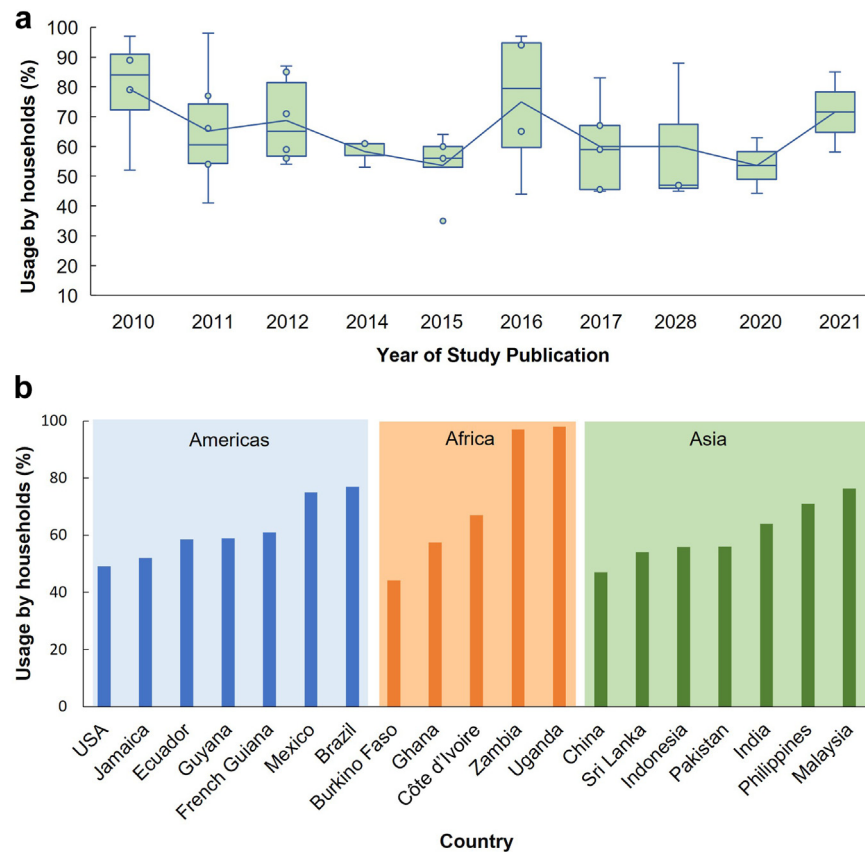 a
100
90
80
70
60
50
40
30
20
10
Usage by households (%)
2010 2011 2012 2014 2015 2016 2017 2028 2020 2021
Year of Study Publication
b
100
80
60
40
20
0
Usage by households (%)
Americas Africa Asia
USA
Jamaica
Ecuador
Guyana
French Guiana
Mexico
Brazil
Burkino Faso
Ghana
Côte d'Ivoire
Zambia
Uganda
China
Sri Lanka
Indonesia
Pakistan
India
Philippines
Malaysia
Country